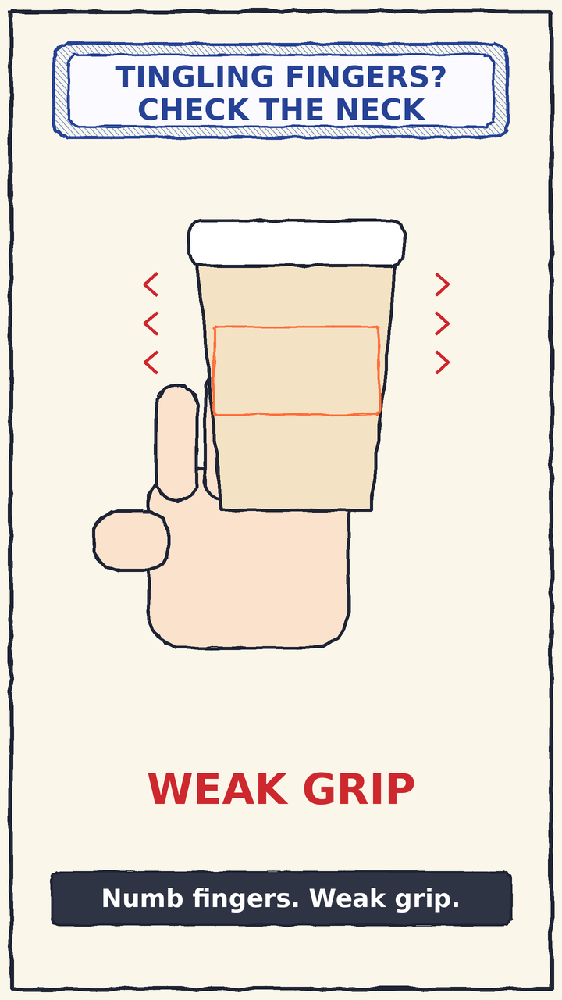 TINGLING FINGERS?
CHECK THE NECK
WEAK GRIP
Numb fingers. Weak grip.